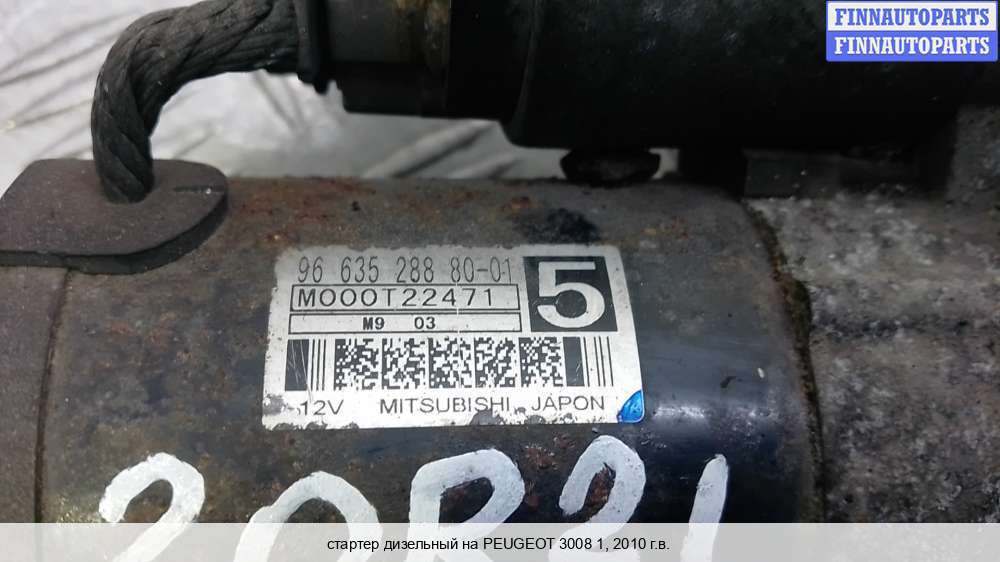 FINNAUTOPARTS
FINNAUTOPARTS
96 635 288 80-01
5
M000T22471
M9 03
12V MITSUBISHI JAPON
20R21
стартер дизельный на PEUGEOT 3008 1, 2010 г.в.